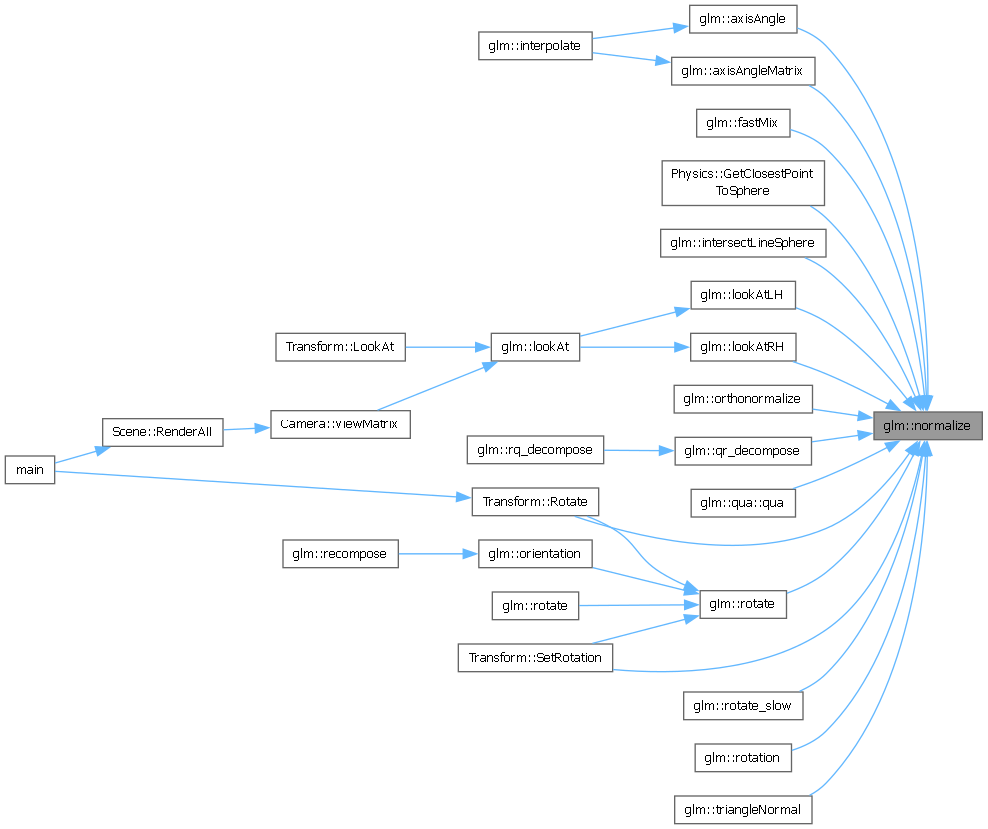 glm::axisAngle
glm::interpolate
glm::axisAngleMatrix
glm::fastMix
Physics::GetClosestPoint
ToSphere
glm::intersectLineSphere
glm::lookAtLH
Transform::LookAt
glm::lookAt
glm::lookAtRH
glm::orthonormalize
Camera::viewMatrix
glm::normalize
Scene::RenderAll
glm::rq_decompose
glm::qr_decompose
main
Transform::Rotate
glm::qua::qua
glm::recompose
glm::orientation
glm::rotate
glm::rotate
Transform::SetRotation
glm::rotate_slow
glm::rotation
glm::triangleNormal